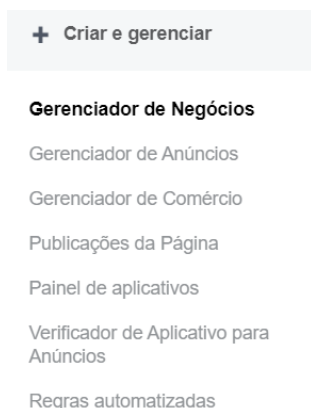 Criar e gerenciar
Gerenciador de Negócios
Gerenciador de Anúncios
Gerenciador de Comércio
Publicações da Página
Painel de aplicativos
Verificador de Aplicativo para
Anúncios
Regras automatizadas